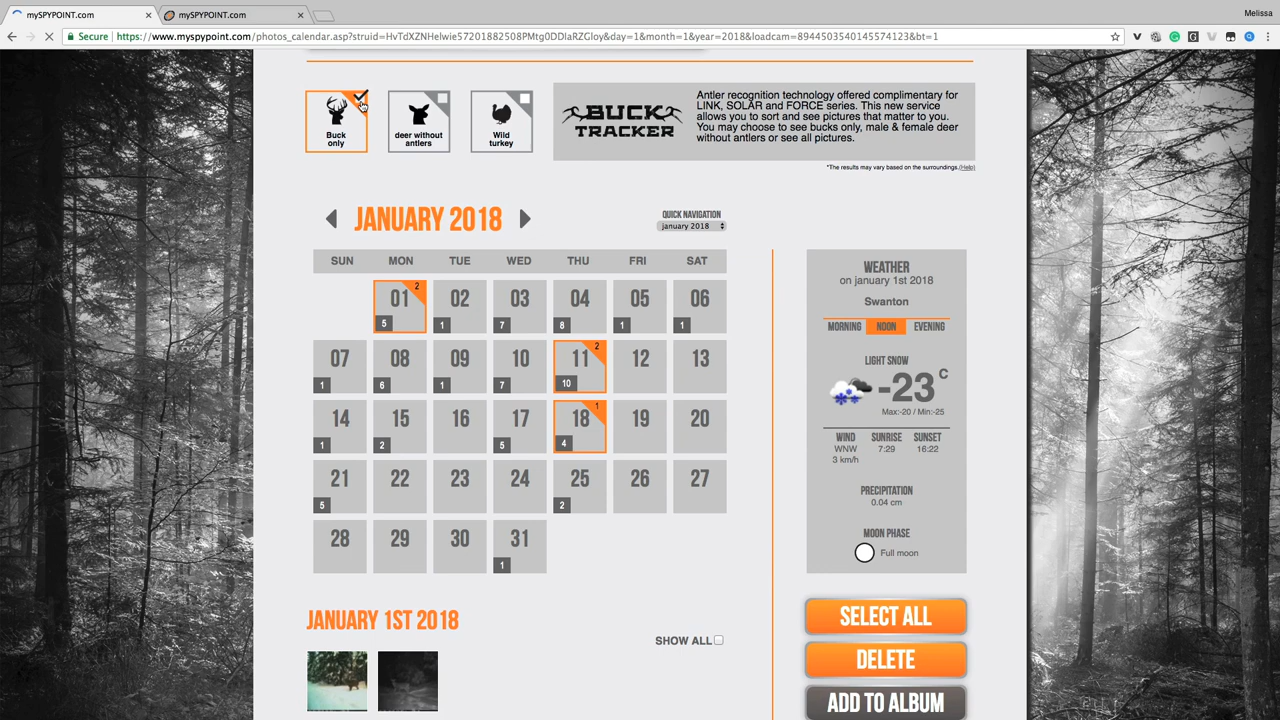 mySPYPOINT.com
mySPYPOINT.com
Melissa
Secure
https://www.myspypoint.com/photos_calendar.asp?struid=HvTdXZNHelwie57201882508PMtg0DDlaRZGloy&day=1&month=1&year=2018&loadcam=8944503540145574123&bt=1
Buck
only
deer without
antlers
Wild
turkey
BUCK
TRACKER
Antler recognition technology offered complimentary for
LINK, SOLAR and FORCE series. This new service
allows you to sort and see pictures that matter to you.
You may choose to see bucks only, male & female deer
without antlers or see all pictures.
*The results may vary based on the surroundings.(Help)
JANUARY 2018
QUICK NAVIGATION
january 2018
SUN MON TUE WED THU FRI SAT
01 2 5
02 1
03 7
04 8
05 1
06 1
07 1
08 6
09 1
10 7
11 2 10
12
13
14 1
15 2
16
17 5
18 1 4
19
20
21 5
22
23
24
25 2
26
27
28
29
30
31 1
WEATHER
on january 1st 2018
Swanton
MORNING NOON EVENING
LIGHT SNOW
-23 C
Max:-20 / Min:-25
WIND SUNRISE SUNSET
WNW 7:29 16:22
3 km/h
PRECIPITATION
0.04 cm
MOON PHASE
Full moon
JANUARY 1ST 2018
SHOW ALL
SELECT ALL
DELETE
ADD TO ALBUM